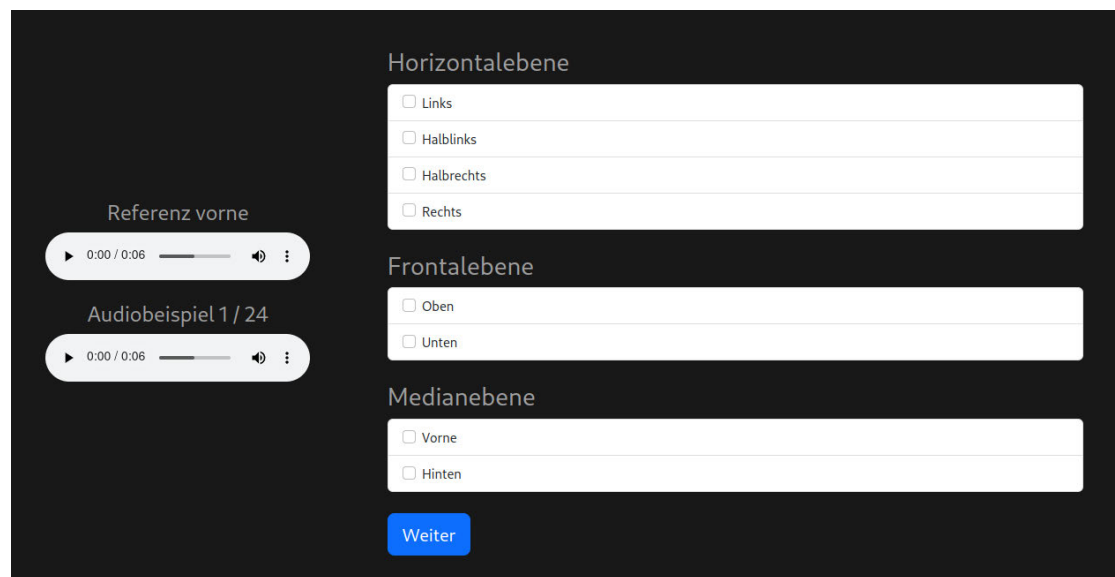 Referenz vorne
0:00 / 0:06
Audiobeispiel 1 / 24
0:00 / 0:06
Horizontalebene
Links
Halblinks
Halbrechts
Rechts
Frontalebene
Oben
Unten
Medianebene
Vorne
Hinten
Weiter